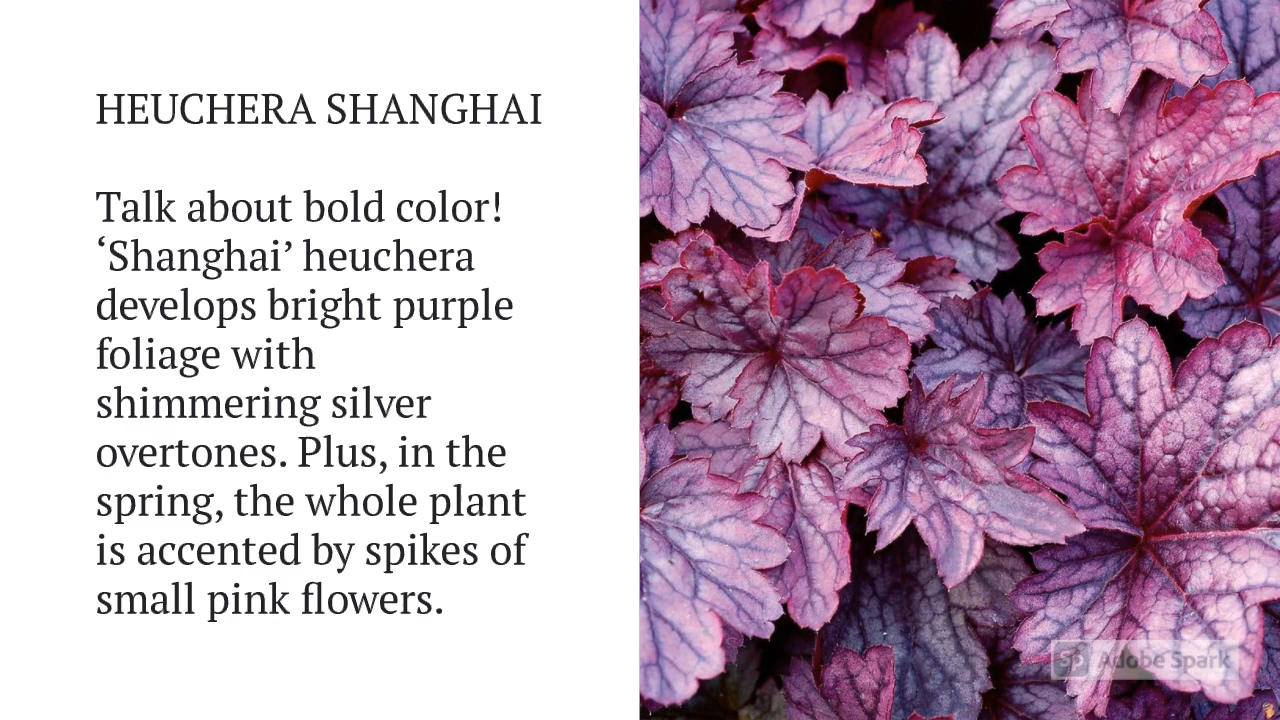 HEUCHERA SHANGHAI
Talk about bold color!
‘Shanghai’ heuchera
develops bright purple
foliage with
shimmering silver
overtones. Plus, in the
spring, the whole plant
is accented by spikes of
small pink flowers.
Sp Adobe Spark